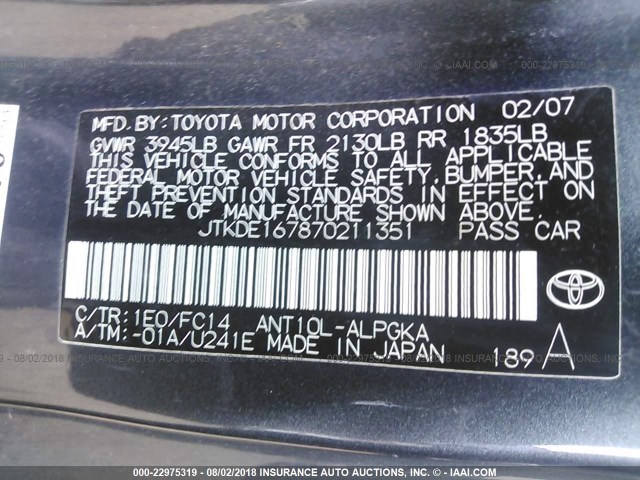 MFD. BY: TOYOTA MOTOR CORPORATION 02/07
GVWR 3945LB GAWR FR 2130LB RR 1835LB
THIS VEHICLE CONFORMS TO ALL APPLICABLE
FEDERAL MOTOR VEHICLE SAFETY, BUMPER, AND
THEFT PREVENTION STANDARDS IN EFFECT ON
THE DATE OF MANUFACTURE SHOWN ABOVE.
JTKDE167870211351 PASS CAR
C/TR: 1E0/FC14 ANT10L-ALPGKA
A/TM: -01A/U241E MADE IN JAPAN 189 A
000-22975319 - 08/02/2018 INSURANCE AUTO AUCTIONS, INC. - © - IAAI.COM